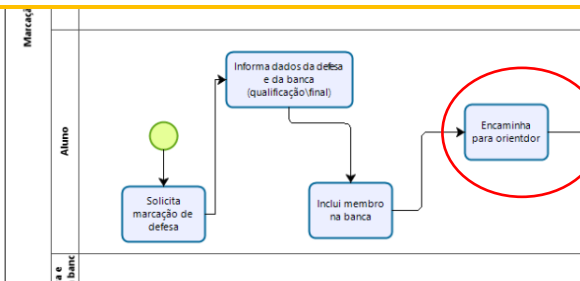 Marcaçã
Aluno
Informa dados da defesa
e da banca
(qualificação\final)
Encaminha
para orientdor
Solicita
marcação de
defesa
Inclui membro
na banca
a e
banc